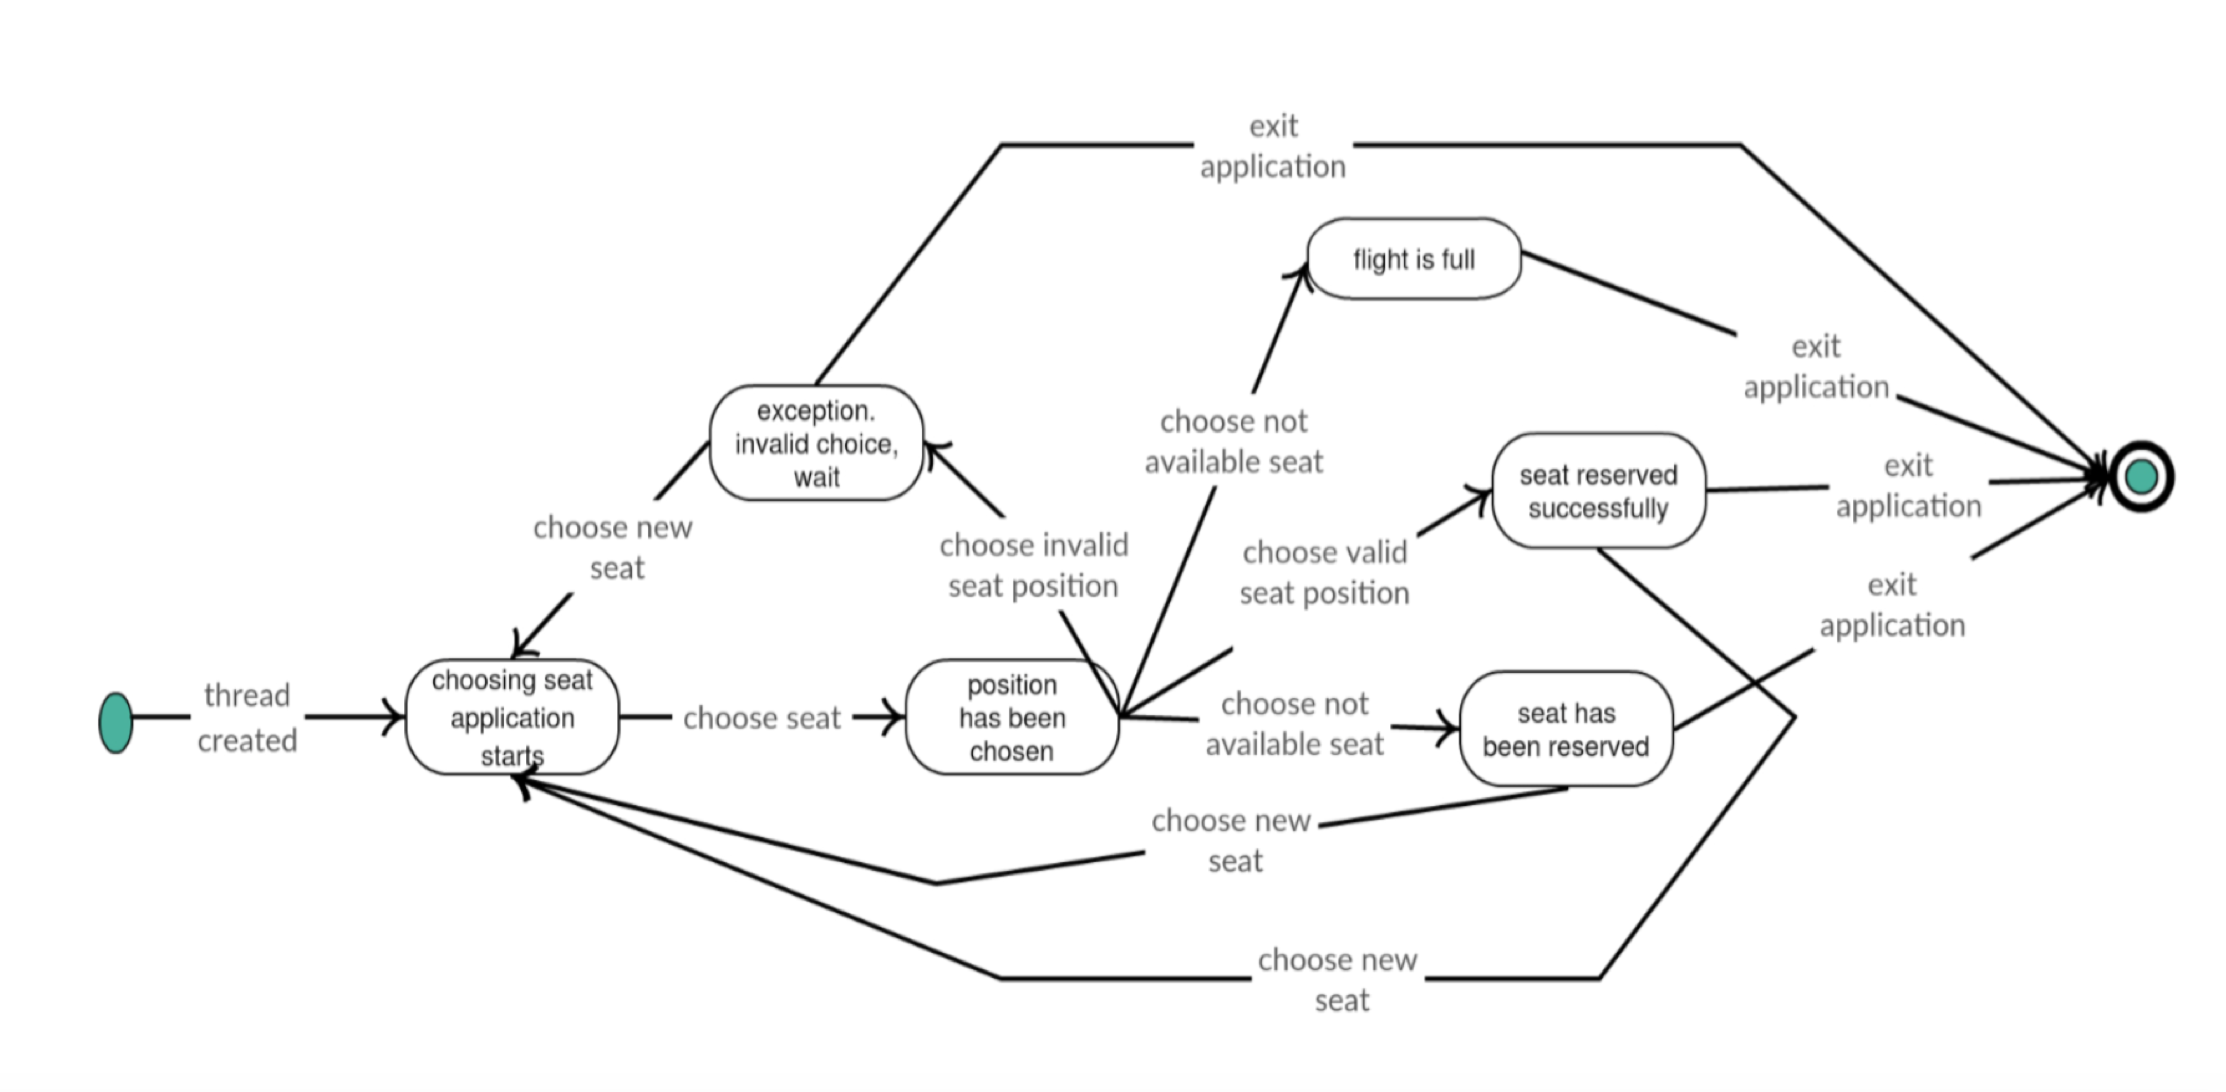 exit
application
flight is full
exit
application
exception.
invalid choice,
wait
choose not
available seat
seat reserved
successfully
exit
application
choose new
seat
choose invalid
seat position
choose valid
seat position
exit
application
thread
created
choosing seat
application
starts
choose seat
position
has been
chosen
choose not
available seat
seat has
been reserved
choose new
seat
choose new
seat